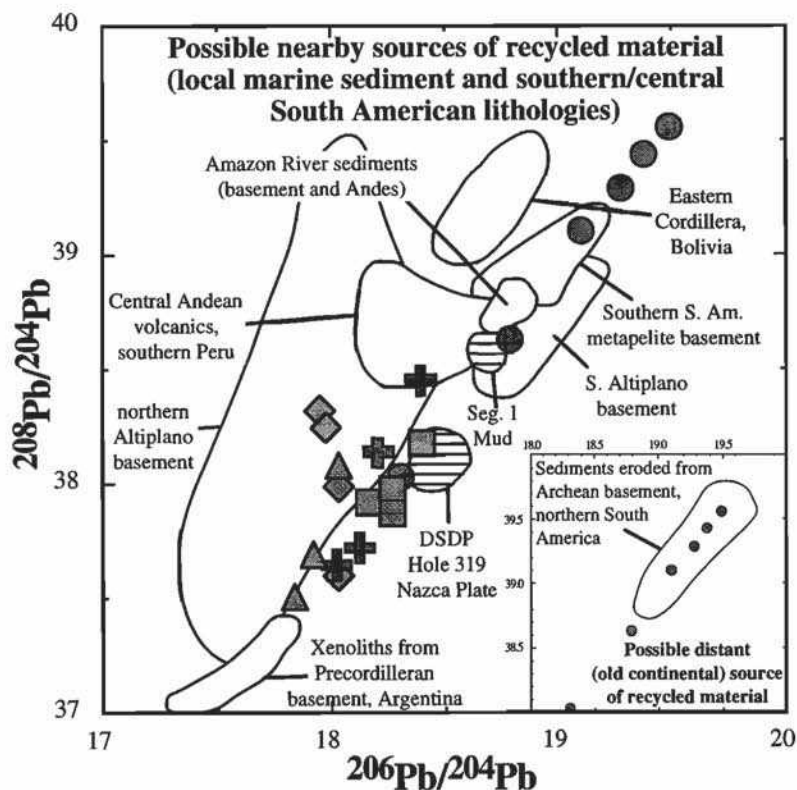 40
39
38
37
208Pb/204Pb
Possible nearby sources of recycled material
(local marine sediment and southern/central
South American lithologies)
Amazon River sediments
(basement and Andes)
Eastern
Cordillera,
Bolivia
Central Andean
volcanics,
southern Peru
Southern S. Am.
metapelite basement
S. Altiplano
basement
northern
Altiplano
basement
Seg. 1
Mud
DSDP
Hole 319
Nazca Plate
Xenoliths from
Precordilleran
basement, Argentina
18.0
18.5
19.0
19.5
Sediments eroded from
Archean basement,
northern South
America
39.5
39.0
38.5
Possible distant
(old continental) source
of recycled material
37.5
17
18
19
20
206Pb/204Pb